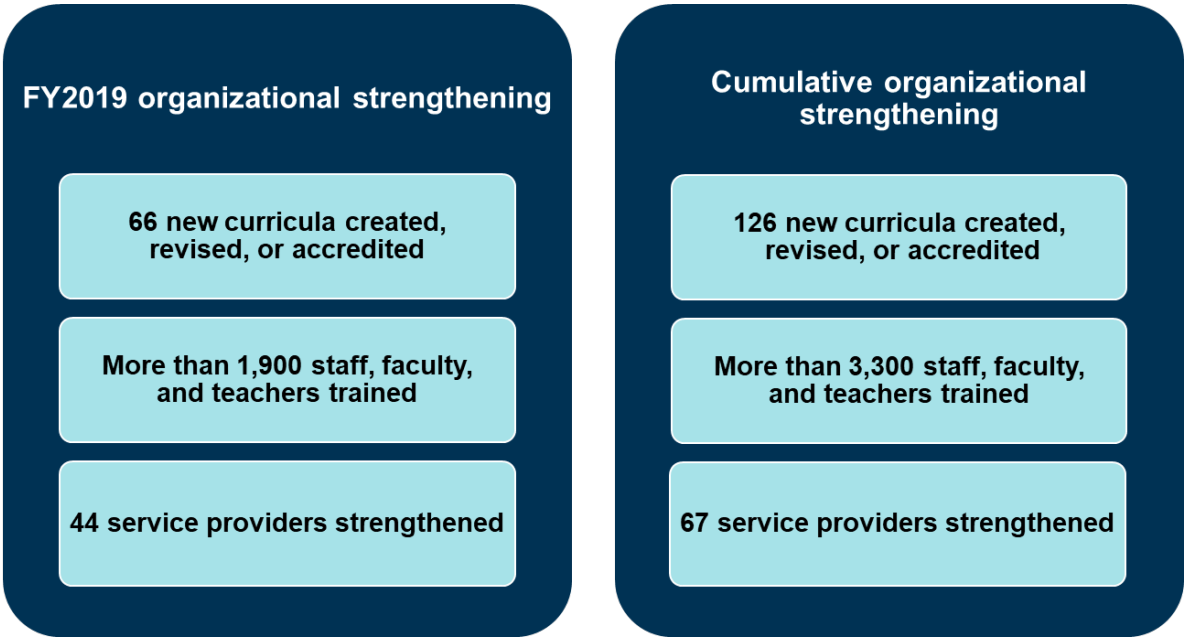 FY2019 organizational strengthening
66 new curricula created,
revised, or accredited
More than 1,900 staff, faculty,
and teachers trained
44 service providers strengthened
Cumulative organizational
strengthening
126 new curricula created,
revised, or accredited
More than 3,300 staff, faculty,
and teachers trained
67 service providers strengthened